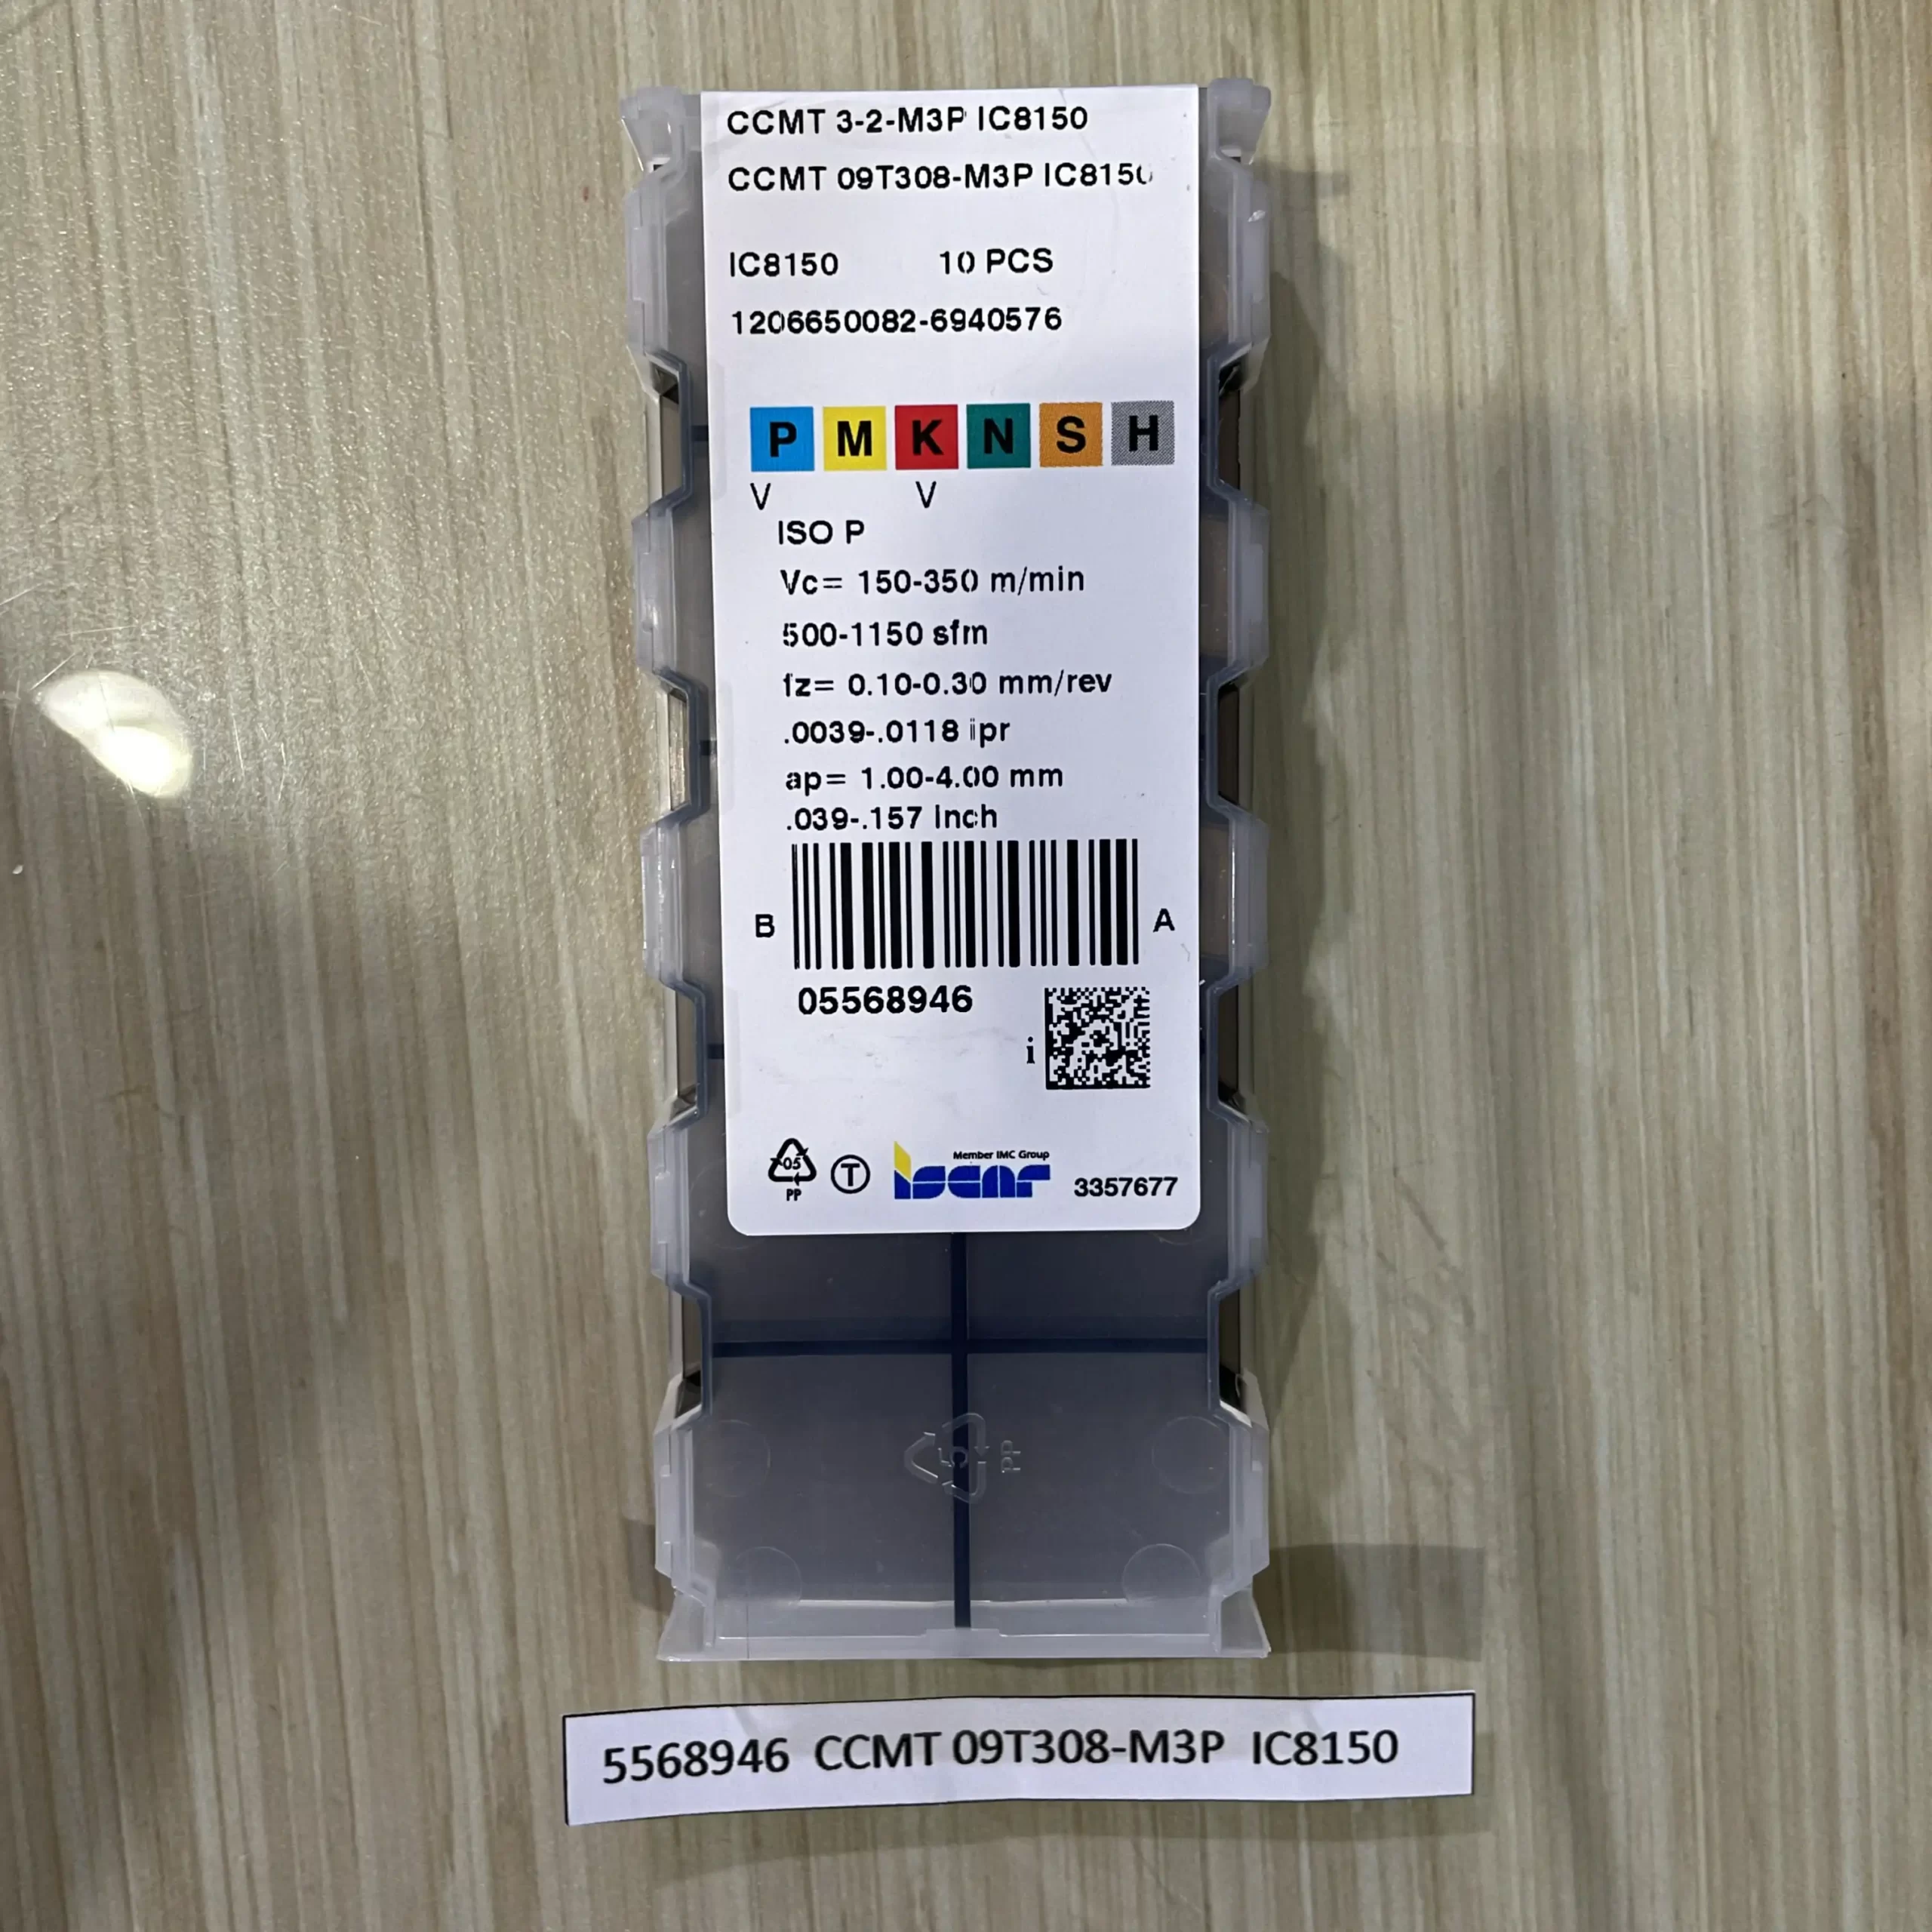 CCMT 3-2-M3P IC8150
CCMT 09T308-M3P IC8150
IC8150 10 PCS
1206650082-6940576
P M K N S H
V V
ISO P
Vc= 150-350 m/min
500-1150 sfm
fz= 0.10-0.30 mm/rev
.0039-.0118 ipr
ap= 1.00-4.00 mm
.039-.157 Inch
B A
05568946
i
05
PP
T
Member IMC Group
iscar
3357677
5
PP
5568946 CCMT 09T308-M3P IC8150